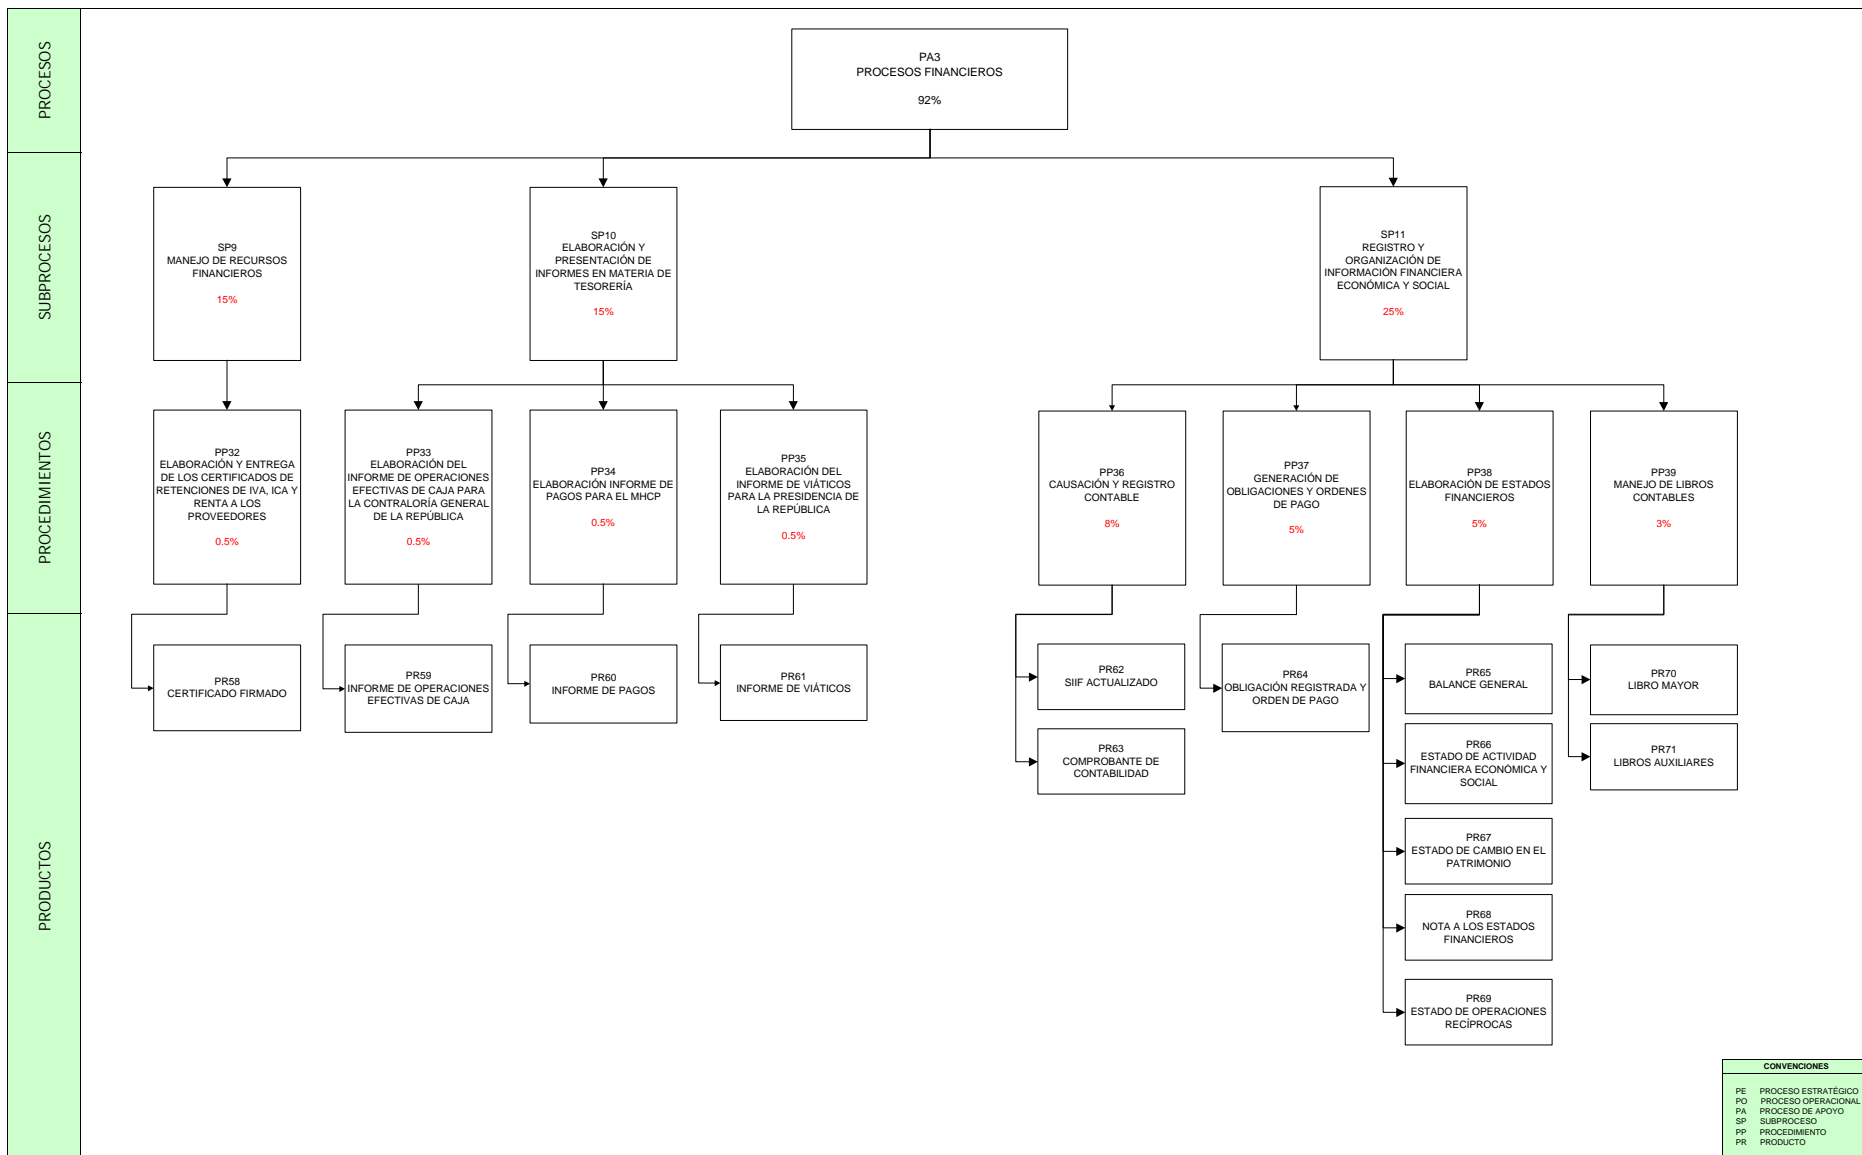 PROCESOS
PA3
PROCESOS FINANCIEROS
92%
SUBPROCESOS
SP9
MANEJO DE RECURSOS
FINANCIEROS
15%
SP10
ELABORACIÓN Y
PRESENTACIÓN DE
INFORMES EN MATERIA DE
TESORERÍA
15%
SP11
REGISTRO Y
ORGANIZACIÓN DE
INFORMACIÓN FINANCIERA
ECONÓMICA Y SOCIAL
25%
PROCEDIMIENTOS
PP32
ELABORACIÓN Y ENTREGA
DE LOS CERTIFICADOS DE
RETENCIONES DE IVA, ICA Y
RENTA A LOS
PROVEEDORES
0.5%
PP33
ELABORACIÓN DEL
INFORME DE OPERACIONES
EFECTIVAS DE CAJA PARA
LA CONTRALORÍA GENERAL
DE LA REPÚBLICA
0.5%
PP34
ELABORACIÓN INFORME DE
PAGOS PARA EL MHCP
0.5%
PP35
ELABORACIÓN DEL
INFORME DE VIÁTICOS
PARA LA PRESIDENCIA DE
LA REPÚBLICA
0.5%
PP36
CAUSACIÓN Y REGISTRO
CONTABLE
8%
PP37
GENERACIÓN DE
OBLIGACIONES Y ORDENES
DE PAGO
5%
PP38
ELABORACIÓN DE ESTADOS
FINANCIEROS
5%
PP39
MANEJO DE LIBROS
CONTABLES
3%
PRODUCTOS
PR58
CERTIFICADO FIRMADO
PR59
INFORME DE OPERACIONES
EFECTIVAS DE CAJA
PR60
INFORME DE PAGOS
PR61
INFORME DE VIÁTICOS
PR62
SIIF ACTUALIZADO
PR63
COMPROBANTE DE
CONTABILIDAD
PR64
OBLIGACIÓN REGISTRADA Y
ORDEN DE PAGO
PR65
BALANCE GENERAL
PR66
ESTADO DE ACTIVIDAD
FINANCIERA ECONÓMICA Y
SOCIAL
PR67
ESTADO DE CAMBIO EN EL
PATRIMONIO
PR68
NOTA A LOS ESTADOS
FINANCIEROS
PR69
ESTADO DE OPERACIONES
RECÍPROCAS
PR70
LIBRO MAYOR
PR71
LIBROS AUXILIARES
CONVENCIONES
PE PROCESO ESTRATÉGICO
PO PROCESO OPERACIONAL
PA PROCESO DE APOYO
SP SUBPROCESO
PP PROCEDIMIENTO
PR PRODUCTO